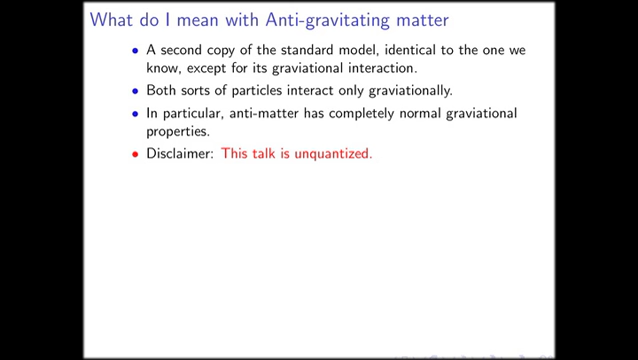 What do I mean with Anti-gravitating matter
• A second copy of the standard model, identical to the one we
know, except for its graviational interaction.
• Both sorts of particles interact only graviationally.
• In particular, anti-matter has completely normal graviational
properties.
• Disclaimer: This talk is unquantized.